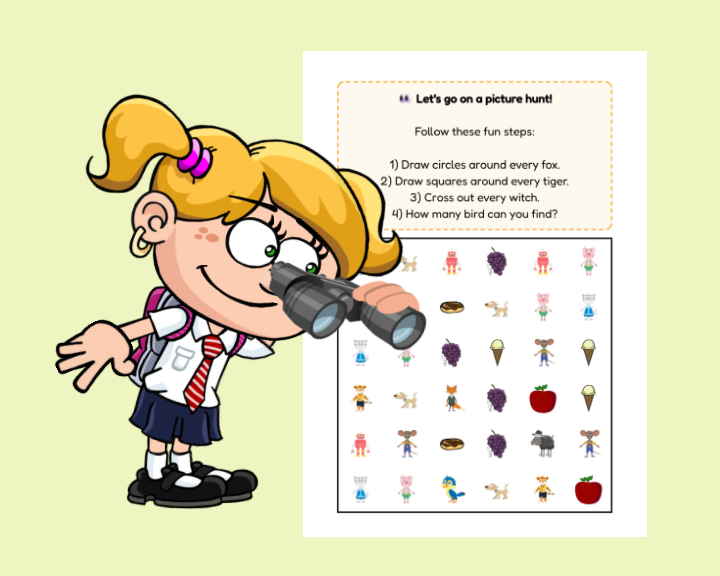 👀 Let's go on a picture hunt!
Follow these fun steps:
1) Draw circles around every fox.
2) Draw squares around every tiger.
3) Cross out every witch.
4) How many bird can you find?